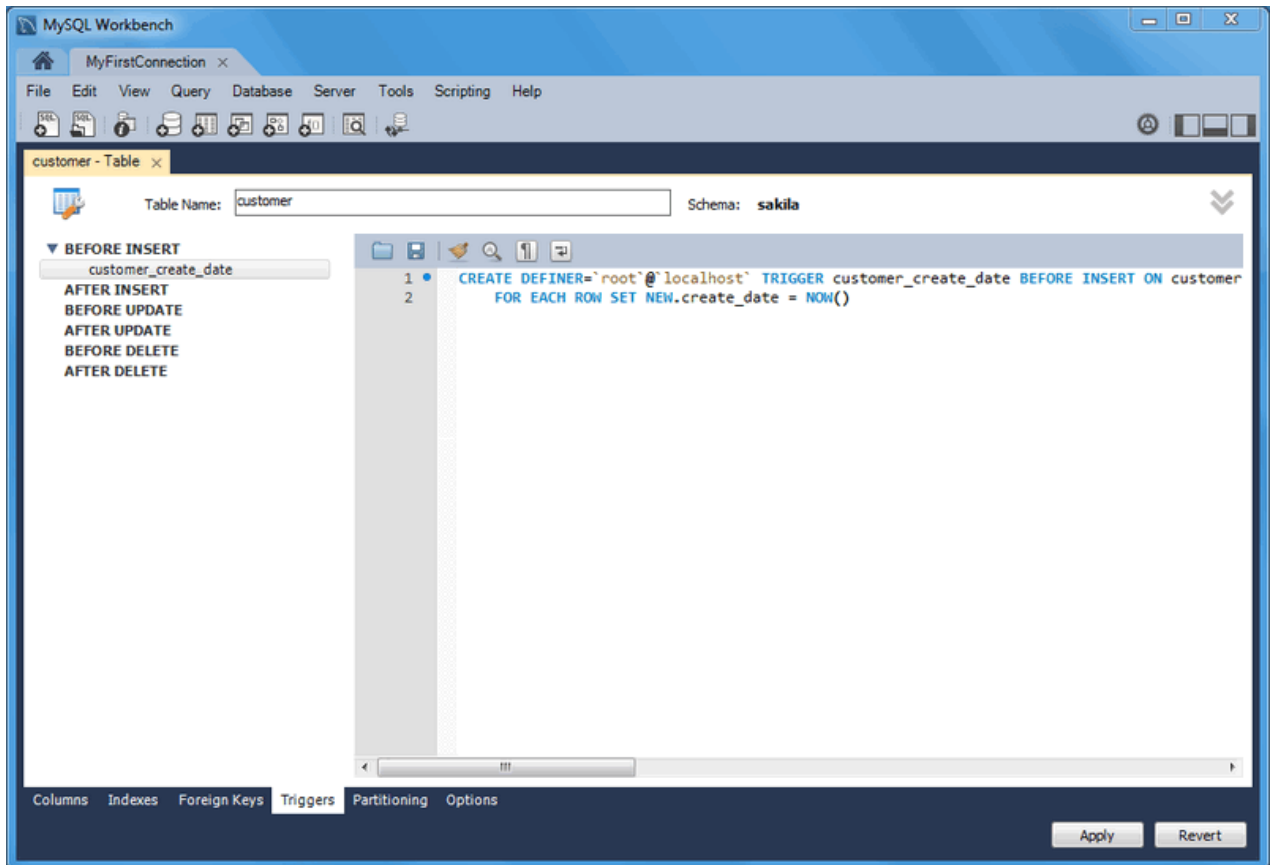 MySQL Workbench
MyFirstConnection
File Edit View Query Database Server Tools Scripting Help
customer - Table
Table Name: customer Schema: sakila
BEFORE INSERT
customer_create_date
AFTER INSERT
BEFORE UPDATE
AFTER UPDATE
BEFORE DELETE
AFTER DELETE
1 CREATE DEFINER=`root`@`localhost` TRIGGER customer_create_date BEFORE INSERT ON customer
2 FOR EACH ROW SET NEW.create_date = NOW()
Columns Indexes Foreign Keys Triggers Partitioning Options
Apply Revert